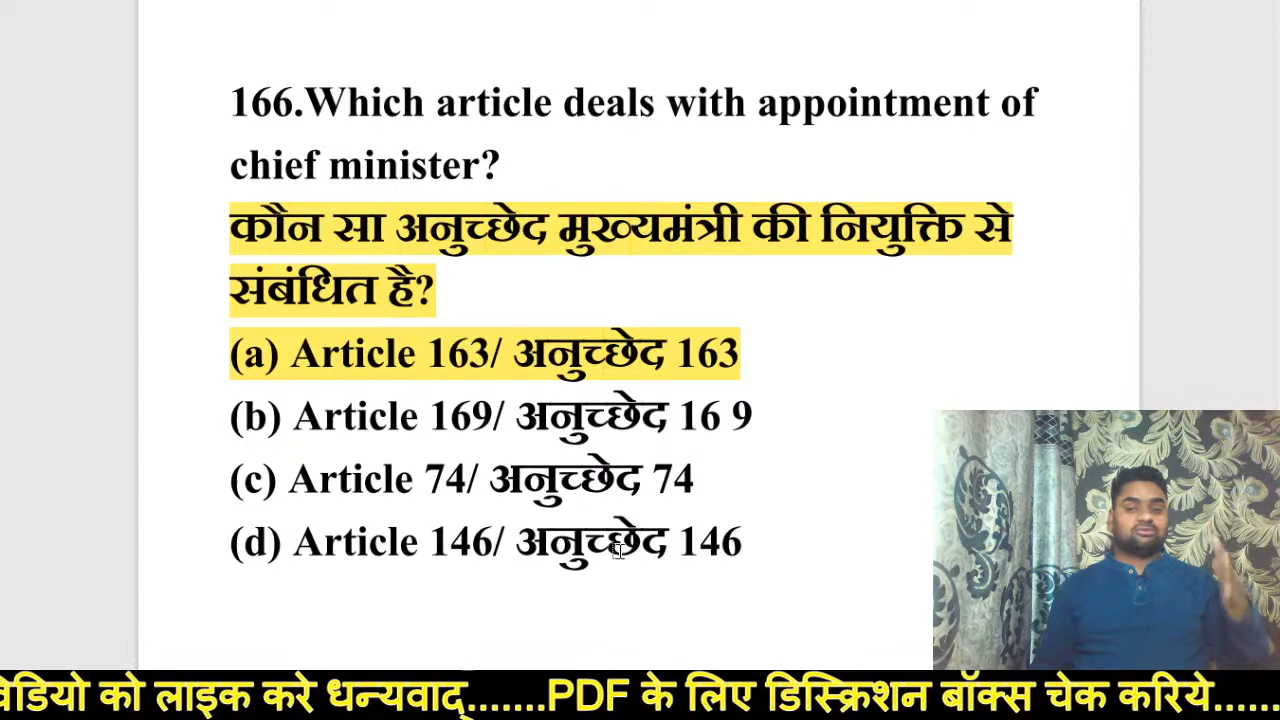 166.Which article deals with appointment of
chief minister?
कौन सा अनुच्छेद मुख्यमंत्री की नियुक्ति से
संबंधित है?
(a) Article 163/ अनुच्छेद 163
(b) Article 169/ अनुच्छेद 16 9
(c) Article 74/ अनुच्छेद 74
(d) Article 146/ अनुच्छेद 146
को लाइक करे धन्यवाद्.......PDF के लिए डिस्क्रिशन बॉक्स चेक करिये......